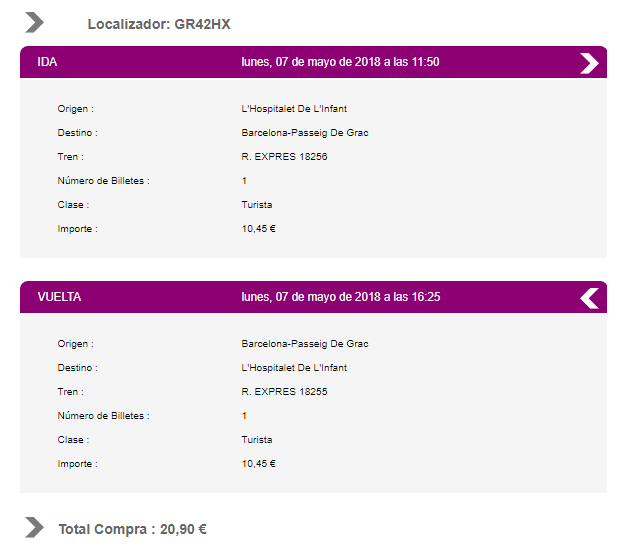 Localizador: GR42HX
IDA lunes, 07 de mayo de 2018 a las 11:50
Origen : L'Hospitalet De L'Infant
Destino : Barcelona-Passeig De Grac
Tren : R. EXPRES 18256
Número de Billetes : 1
Clase : Turista
Importe : 10,45 €
VUELTA lunes, 07 de mayo de 2018 a las 16:25
Origen : Barcelona-Passeig De Grac
Destino : L'Hospitalet De L'Infant
Tren : R. EXPRES 18255
Número de Billetes : 1
Clase : Turista
Importe : 10,45 €
Total Compra : 20,90 €